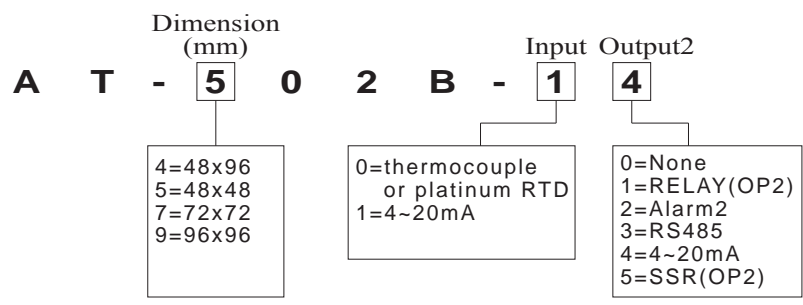 Dimension
(mm)
Input Output2
A T - 5 0 2 B - 1 4
4=48x96
5=48x48
7=72x72
9=96x96
0=thermocouple
or platinum RTD
1=4~20mA
0=None
1=RELAY(OP2)
2=Alarm2
3=RS485
4=4~20mA
5=SSR(OP2)